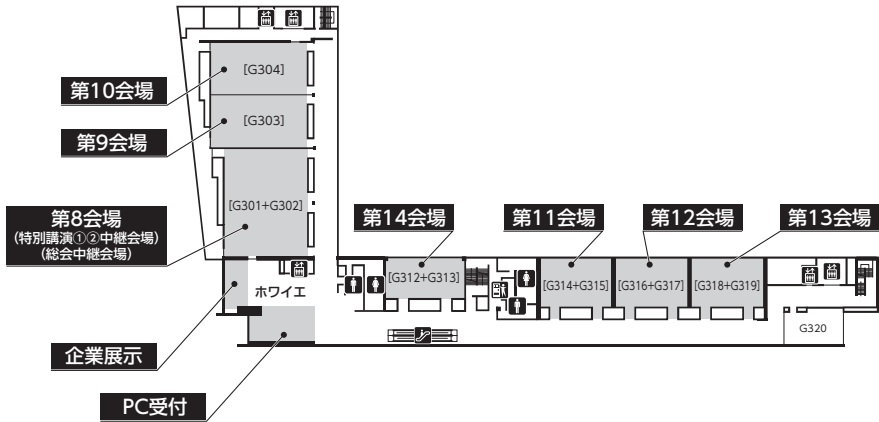 [G304]
第10会場
[G303]
第9会場
[G301+G302]
第8会場
(特別講演①②中継会場)
(総会中継会場)
第14会場
第11会場
第12会場
第13会場
[G312+G313]
[G314+G315]
[G316+G317]
[G318+G319]
ホワイエ
G320
企業展示
PC受付